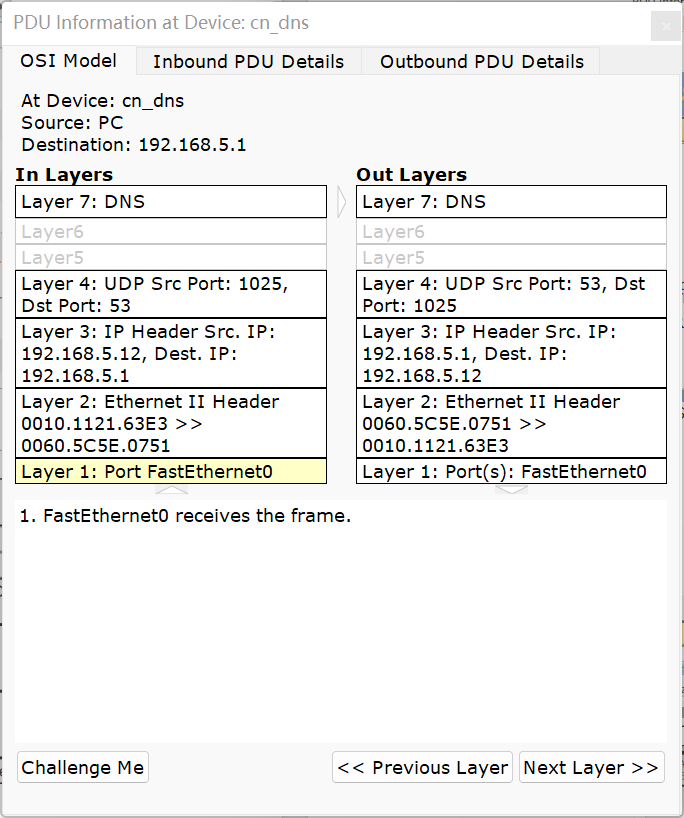 PDU Information at Device: cn_dns
OSI Model
Inbound PDU Details
Outbound PDU Details
At Device: cn_dns
Source: PC
Destination: 192.168.5.1
In Layers
Layer 7: DNS
Layer6
Layer5
Layer 4: UDP Src Port: 1025,
Dst Port: 53
Layer 3: IP Header Src. IP:
192.168.5.12, Dest. IP:
192.168.5.1
Layer 2: Ethernet II Header
0010.1121.63E3 >>
0060.5C5E.0751
Layer 1: Port FastEthernet0
Out Layers
Layer 7: DNS
Layer6
Layer5
Layer 4: UDP Src Port: 53, Dst
Port: 1025
Layer 3: IP Header Src. IP:
192.168.5.1, Dest. IP:
192.168.5.12
Layer 2: Ethernet II Header
0060.5C5E.0751 >>
0010.1121.63E3
Layer 1: Port(s): FastEthernet0
1. FastEthernet0 receives the frame.
Challenge Me
<< Previous Layer
Next Layer >>